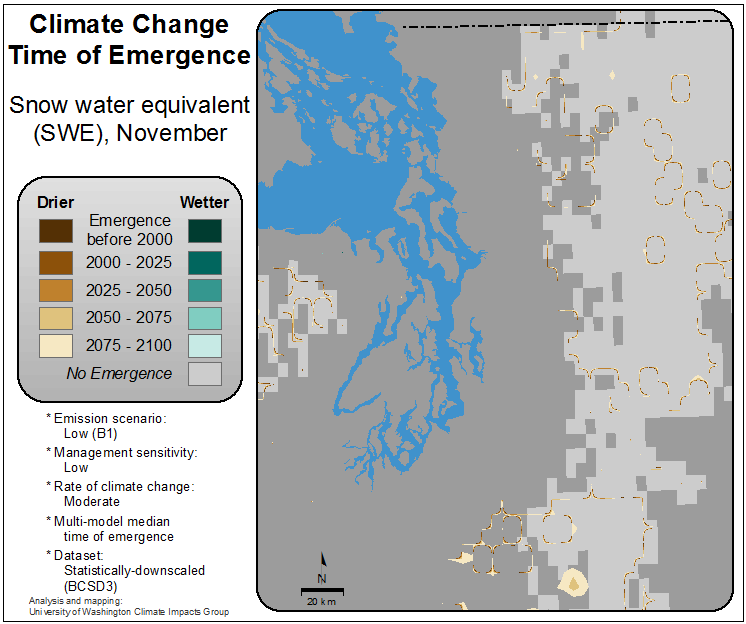 Climate Change
Time of Emergence
Snow water equivalent
(SWE), November
Drier Wetter
Emergence
before 2000
2000 - 2025
2025 - 2050
2050 - 2075
2075 - 2100
No Emergence
* Emission scenario:
Low (B1)
* Management sensitivity:
Low
* Rate of climate change:
Moderate
* Multi-model median
time of emergence
* Dataset:
Statistically-downscaled
(BCSD3)
Analysis and mapping:
University of Washington Climate Impacts Group
N
20 km